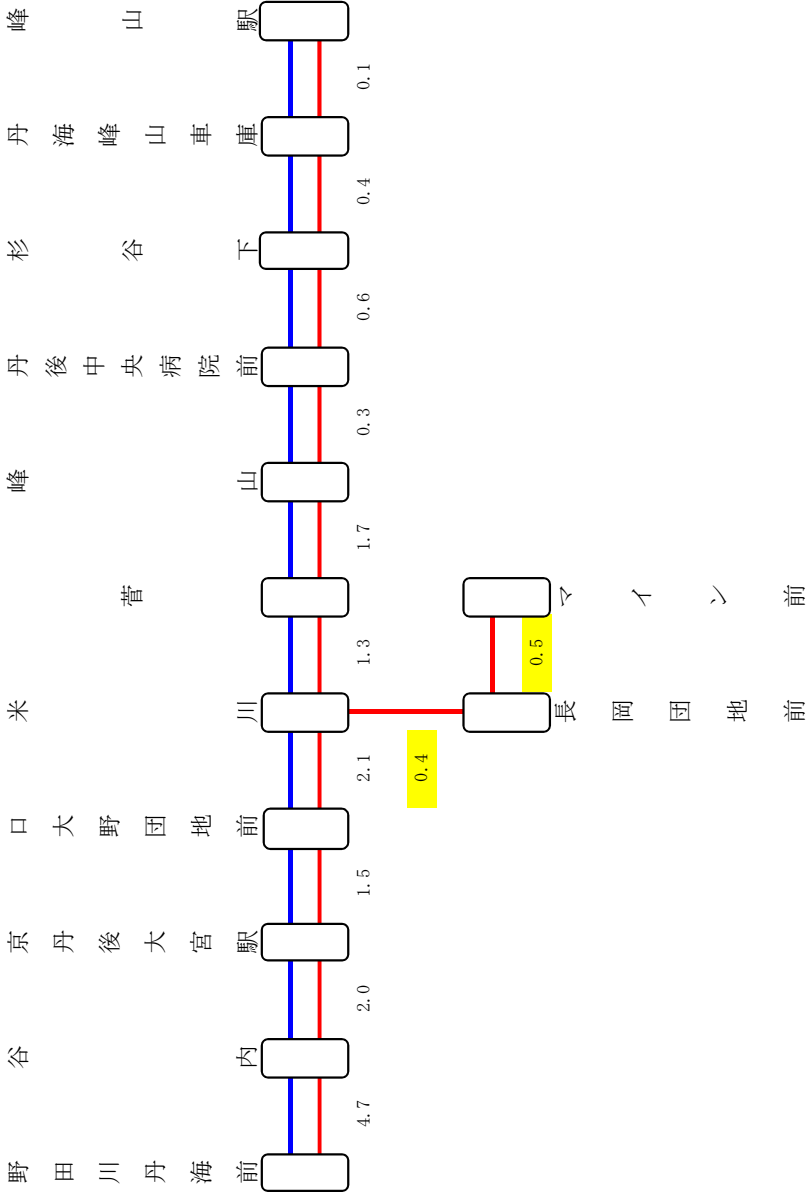 峰山駅
0.1
丹海峰山車庫
0.4
杉谷下
0.6
丹後中央病院前
0.3
峰山
1.7
菅
1.3
米川
2.1
口大野団地前
1.5
京丹後大宮駅
2.0
谷内
4.7
野田川丹海前
マイン前
0.5
長岡団地前
0.4